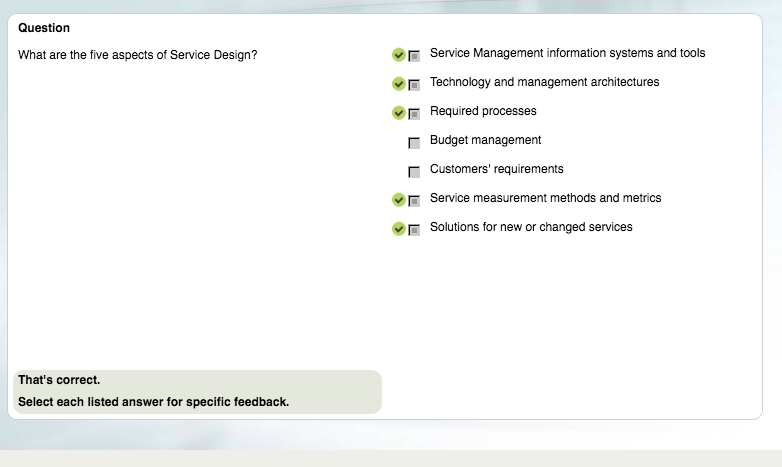 Question
What are the five aspects of Service Design?
Service Management information systems and tools
Technology and management architectures
Required processes
Budget management
Customers' requirements
Service measurement methods and metrics
Solutions for new or changed services
That's correct.
Select each listed answer for specific feedback.